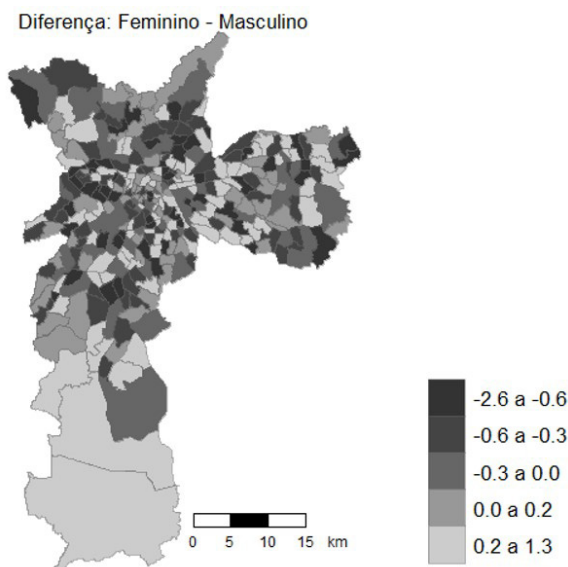 Diferença: Feminino - Masculino
-2.6 a -0.6
-0.6 a -0.3
-0.3 a 0.0
0.0 a 0.2
0.2 a 1.3
0 5 10 15 km